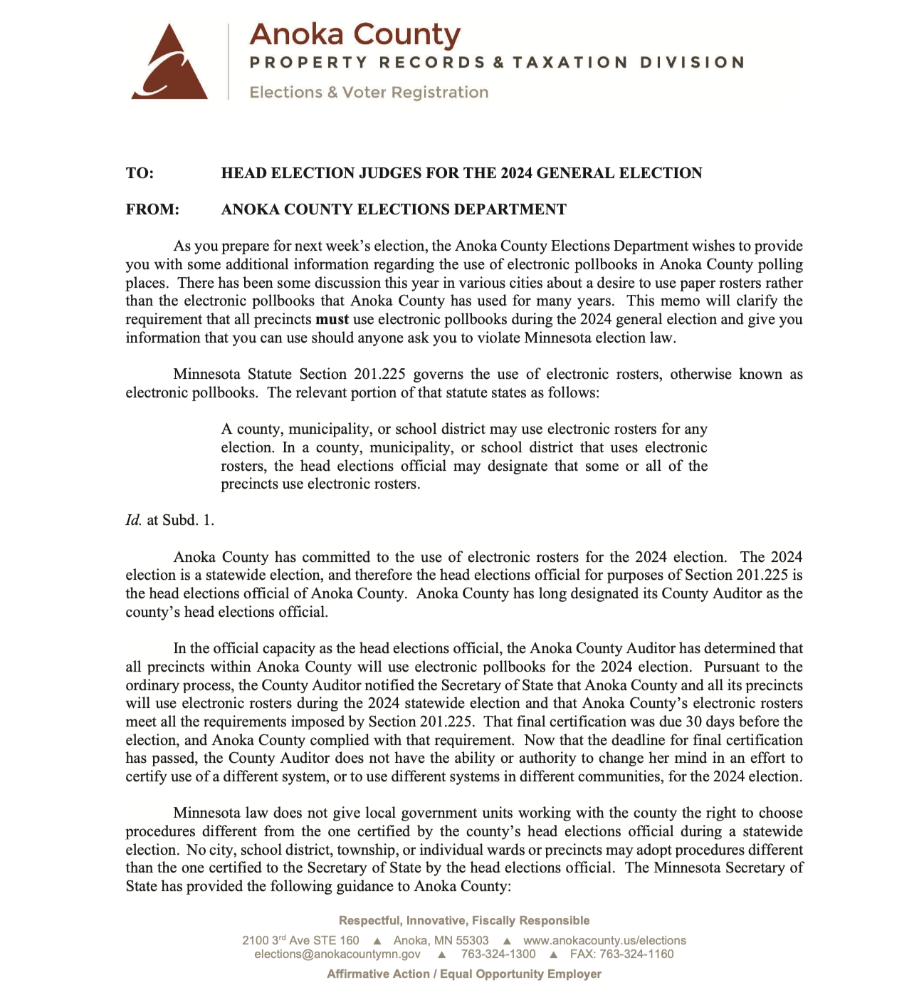 Anoka County
PROPERTY RECORDS & TAXATION DIVISION
Elections & Voter Registration
TO: HEAD ELECTION JUDGES FOR THE 2024 GENERAL ELECTION
FROM: ANOKA COUNTY ELECTIONS DEPARTMENT
As you prepare for next week’s election, the Anoka County Elections Department wishes to provide
you with some additional information regarding the use of electronic pollbooks in Anoka County polling
places. There has been some discussion this year in various cities about a desire to use paper rosters rather
than the electronic pollbooks that Anoka County has used for many years. This memo will clarify the
requirement that all precincts must use electronic pollbooks during the 2024 general election and give you
information that you can use should anyone ask you to violate Minnesota election law.
Minnesota Statute Section 201.225 governs the use of electronic rosters, otherwise known as
electronic pollbooks. The relevant portion of that statute states as follows:
A county, municipality, or school district may use electronic rosters for any
election. In a county, municipality, or school district that uses electronic
rosters, the head elections official may designate that some or all of the
precincts use electronic rosters.
Id. at Subd. 1.
Anoka County has committed to the use of electronic rosters for the 2024 election. The 2024
election is a statewide election, and therefore the head elections official for purposes of Section 201.225 is
the head elections official of Anoka County. Anoka County has long designated its County Auditor as the
county’s head elections official.
In the official capacity as the head elections official, the Anoka County Auditor has determined that
all precincts within Anoka County will use electronic pollbooks for the 2024 election. Pursuant to the
ordinary process, the County Auditor notified the Secretary of State that Anoka County and all its precincts
will use electronic rosters during the 2024 statewide election and that Anoka County’s electronic rosters
meet all the requirements imposed by Section 201.225. That final certification was due 30 days before the
election, and Anoka County complied with that requirement. Now that the deadline for final certification
has passed, the County Auditor does not have the ability or authority to change her mind in an effort to
certify use of a different system, or to use different systems in different communities, for the 2024 election.
Minnesota law does not give local government units working with the county the right to choose
procedures different from the one certified by the county’s head elections official during a statewide
election. No city, school district, township, or individual wards or precincts may adopt procedures different
than the one certified to the Secretary of State by the head elections official. The Minnesota Secretary of
State has provided the following guidance to Anoka County:
Respectful, Innovative, Fiscally Responsible
2100 3rd Ave STE 160 ▲ Anoka, MN 55303 ▲ www.anokacounty.us/elections
elections@anokacountymn.gov ▲ 763-324-1300 ▲ FAX: 763-324-1160
Affirmative Action / Equal Opportunity Employer